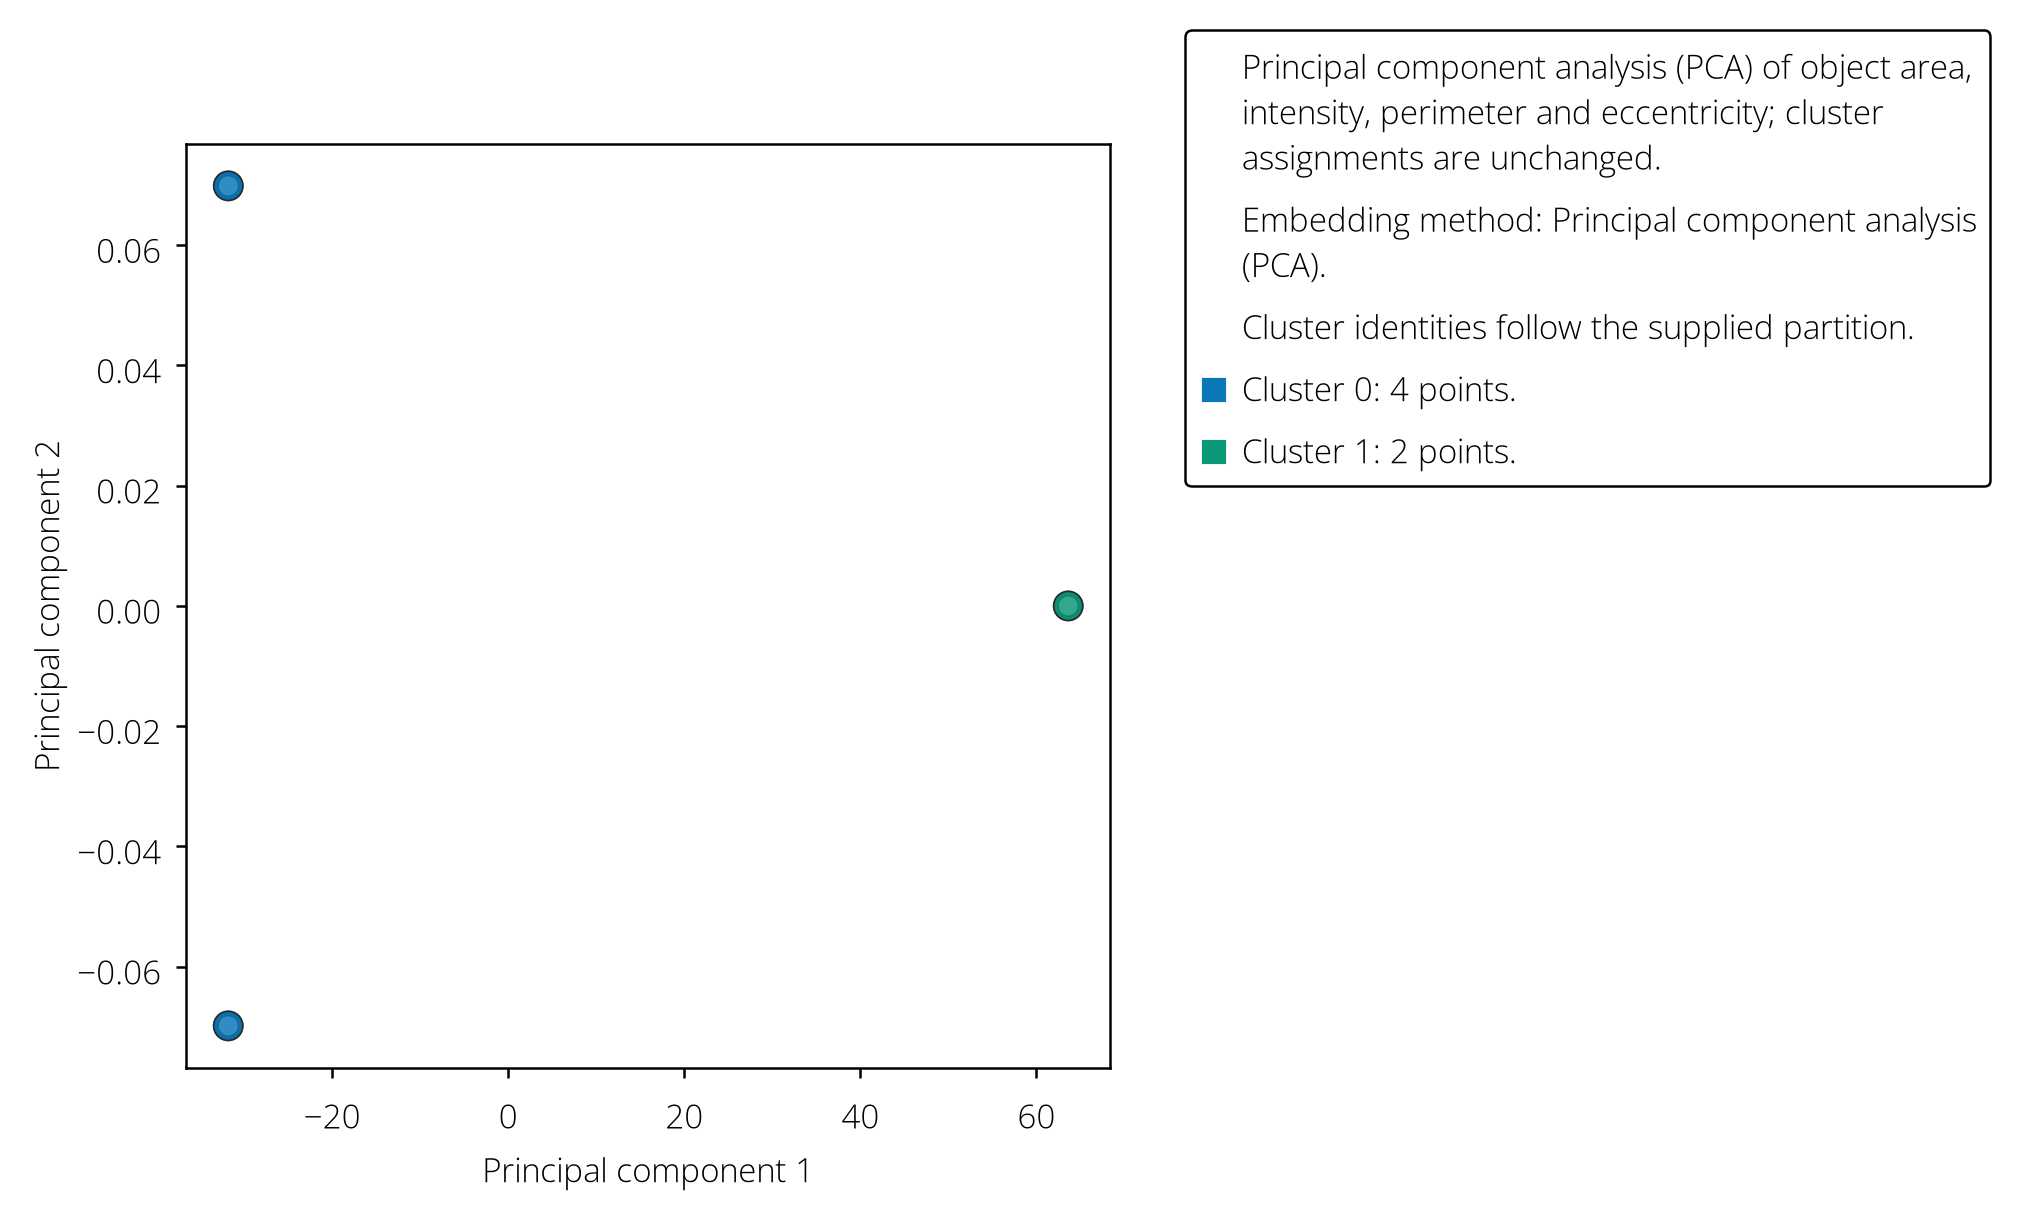 Principal component analysis (PCA) of object area,
intensity, perimeter and eccentricity; cluster
assignments are unchanged.
Embedding method: Principal component analysis
(PCA).
Cluster identities follow the supplied partition.
Cluster 0: 4 points.
Cluster 1: 2 points.
0.06
0.04
0.02
0.00
−0.02
−0.04
−0.06
Principal component 2
−20 0 20 40 60
Principal component 1